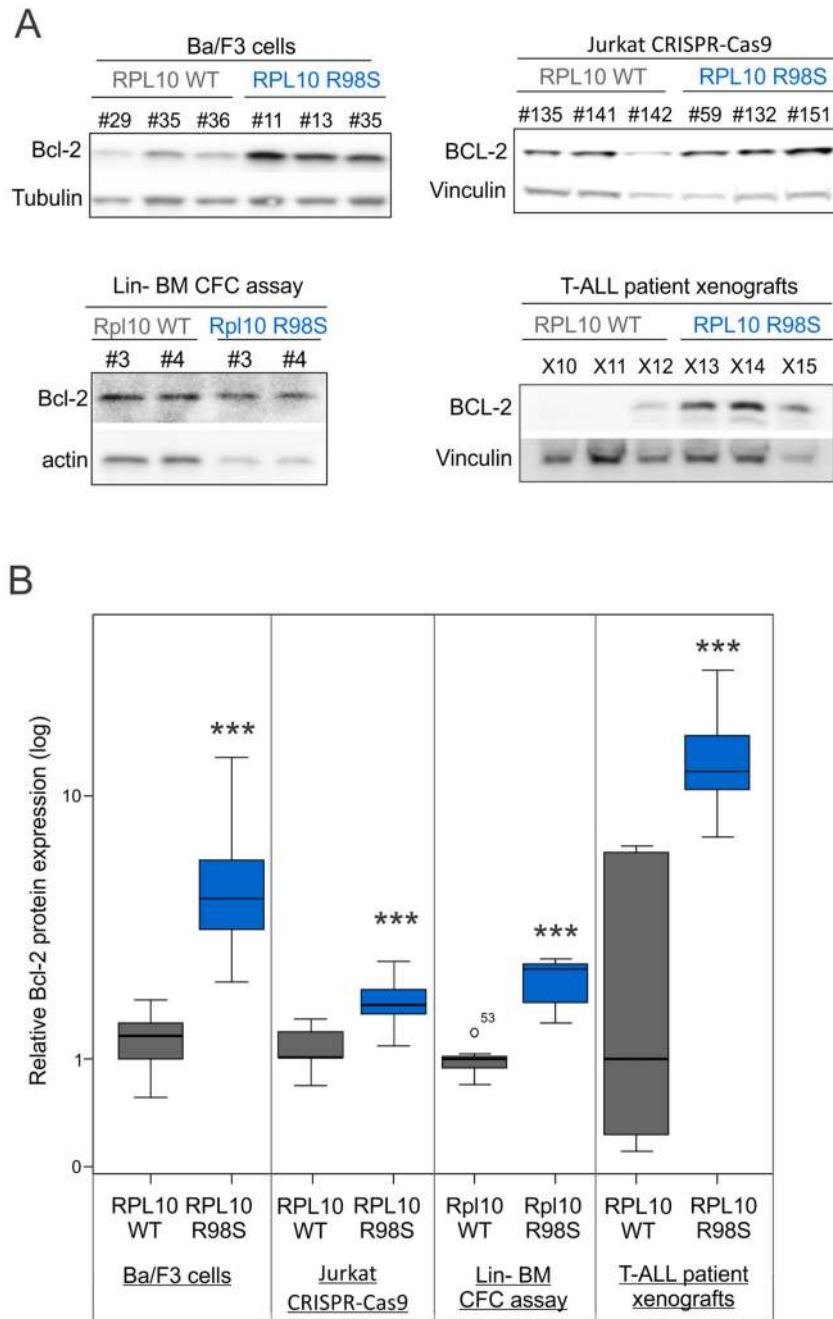 A
Ba/F3 cells
RPL10 WT RPL10 R98S
#29 #35 #36 #11 #13 #35
Bcl-2
Tubulin
Jurkat CRISPR-Cas9
RPL10 WT RPL10 R98S
#135 #141 #142 #59 #132 #151
BCL-2
Vinculin
Lin- BM CFC assay
Rpl10 WT Rpl10 R98S
#3 #4 #3 #4
Bcl-2
actin
T-ALL patient xenografts
RPL10 WT RPL10 R98S
X10 X11 X12 X13 X14 X15
BCL-2
Vinculin
B
Relative Bcl-2 protein expression (log)
10
1
0
***
***
53
***
***
RPL10 RPL10 RPL10 RPL10 Rpl10 Rpl10 RPL10 RPL10
WT R98S WT R98S WT R98S WT R98S
Ba/F3 cells
Jurkat
CRISPR-Cas9
Lin- BM
CFC assay
T-ALL patient
xenografts